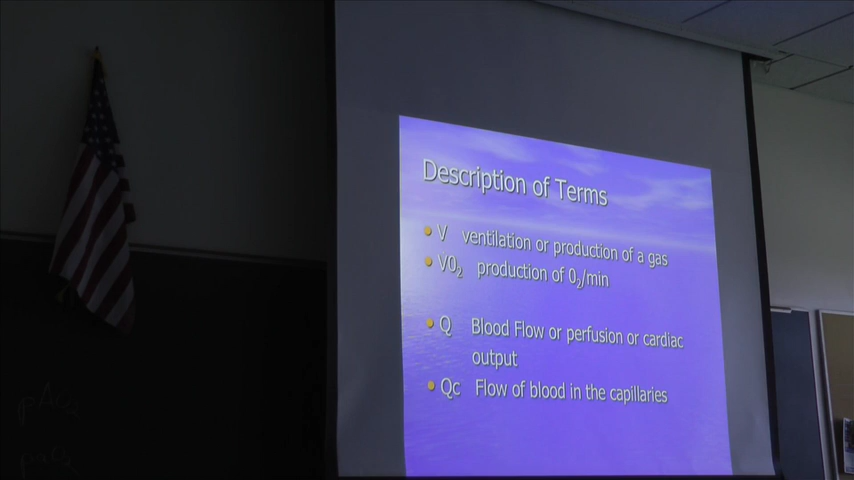 Description of Terms
V ventilation or production of a gas
V0₂ production of 0₂/min
Q Blood Flow or perfusion or cardiac
output
Qc Flow of blood in the capillaries